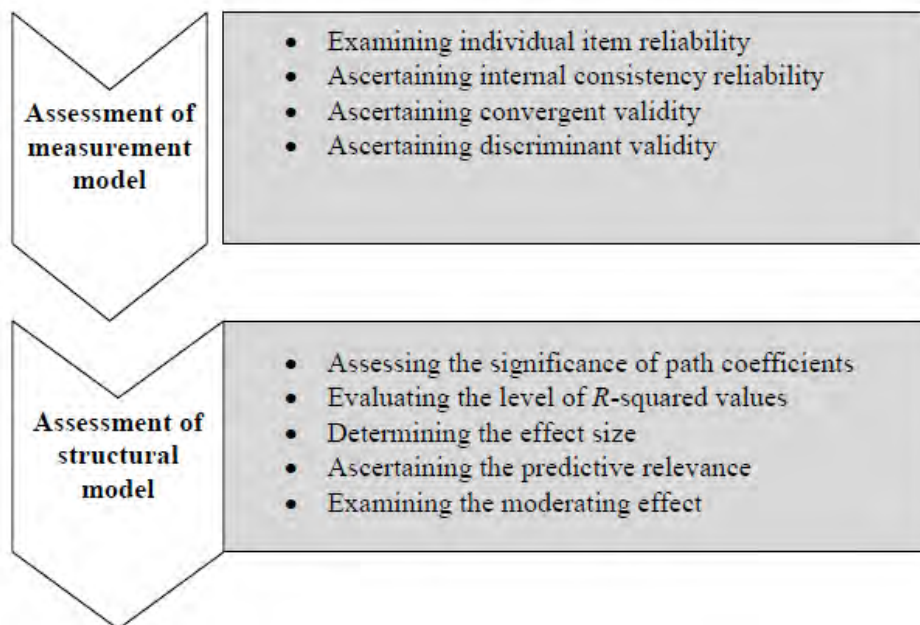 Assessment of
measurement
model
• Examining individual item reliability
• Ascertaining internal consistency reliability
• Ascertaining convergent validity
• Ascertaining discriminant validity
Assessment of
structural
model
• Assessing the significance of path coefficients
• Evaluating the level of R-squared values
• Determining the effect size
• Ascertaining the predictive relevance
• Examining the moderating effect